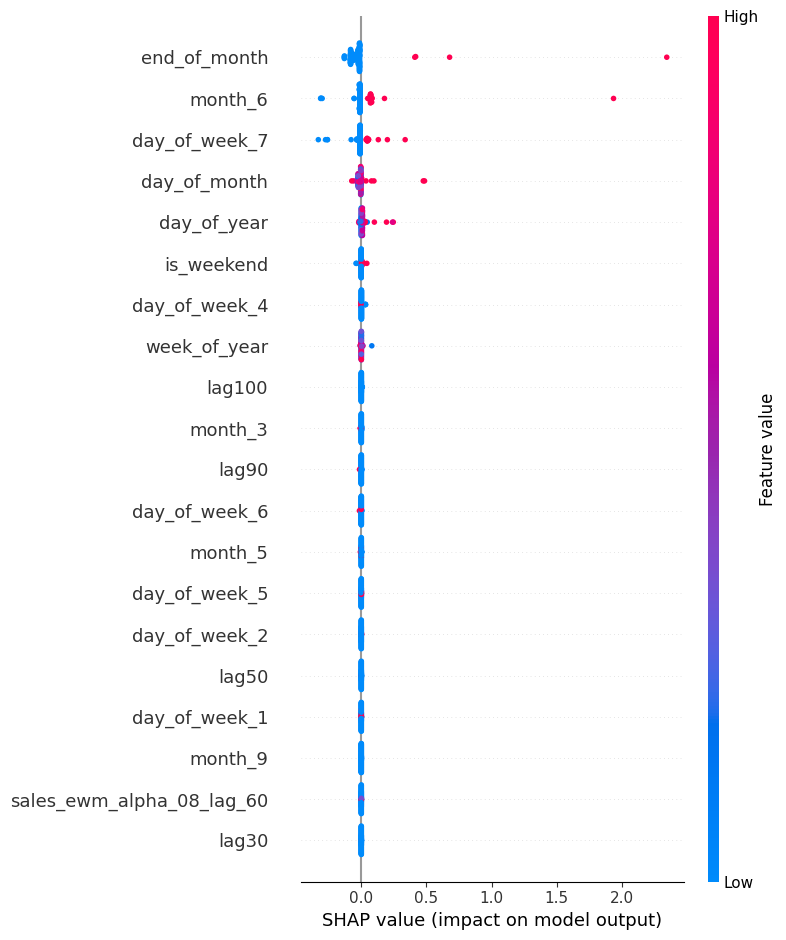 High
end_of_month
month_6
day_of_week_7
day_of_month
day_of_year
is_weekend
day_of_week_4
week_of_year
lag100
month_3
lag90
day_of_week_6
month_5
day_of_week_5
day_of_week_2
lag50
day_of_week_1
month_9
sales_ewm_alpha_08_lag_60
lag30
Feature value
Low
0.0 0.5 1.0 1.5 2.0
SHAP value (impact on model output)